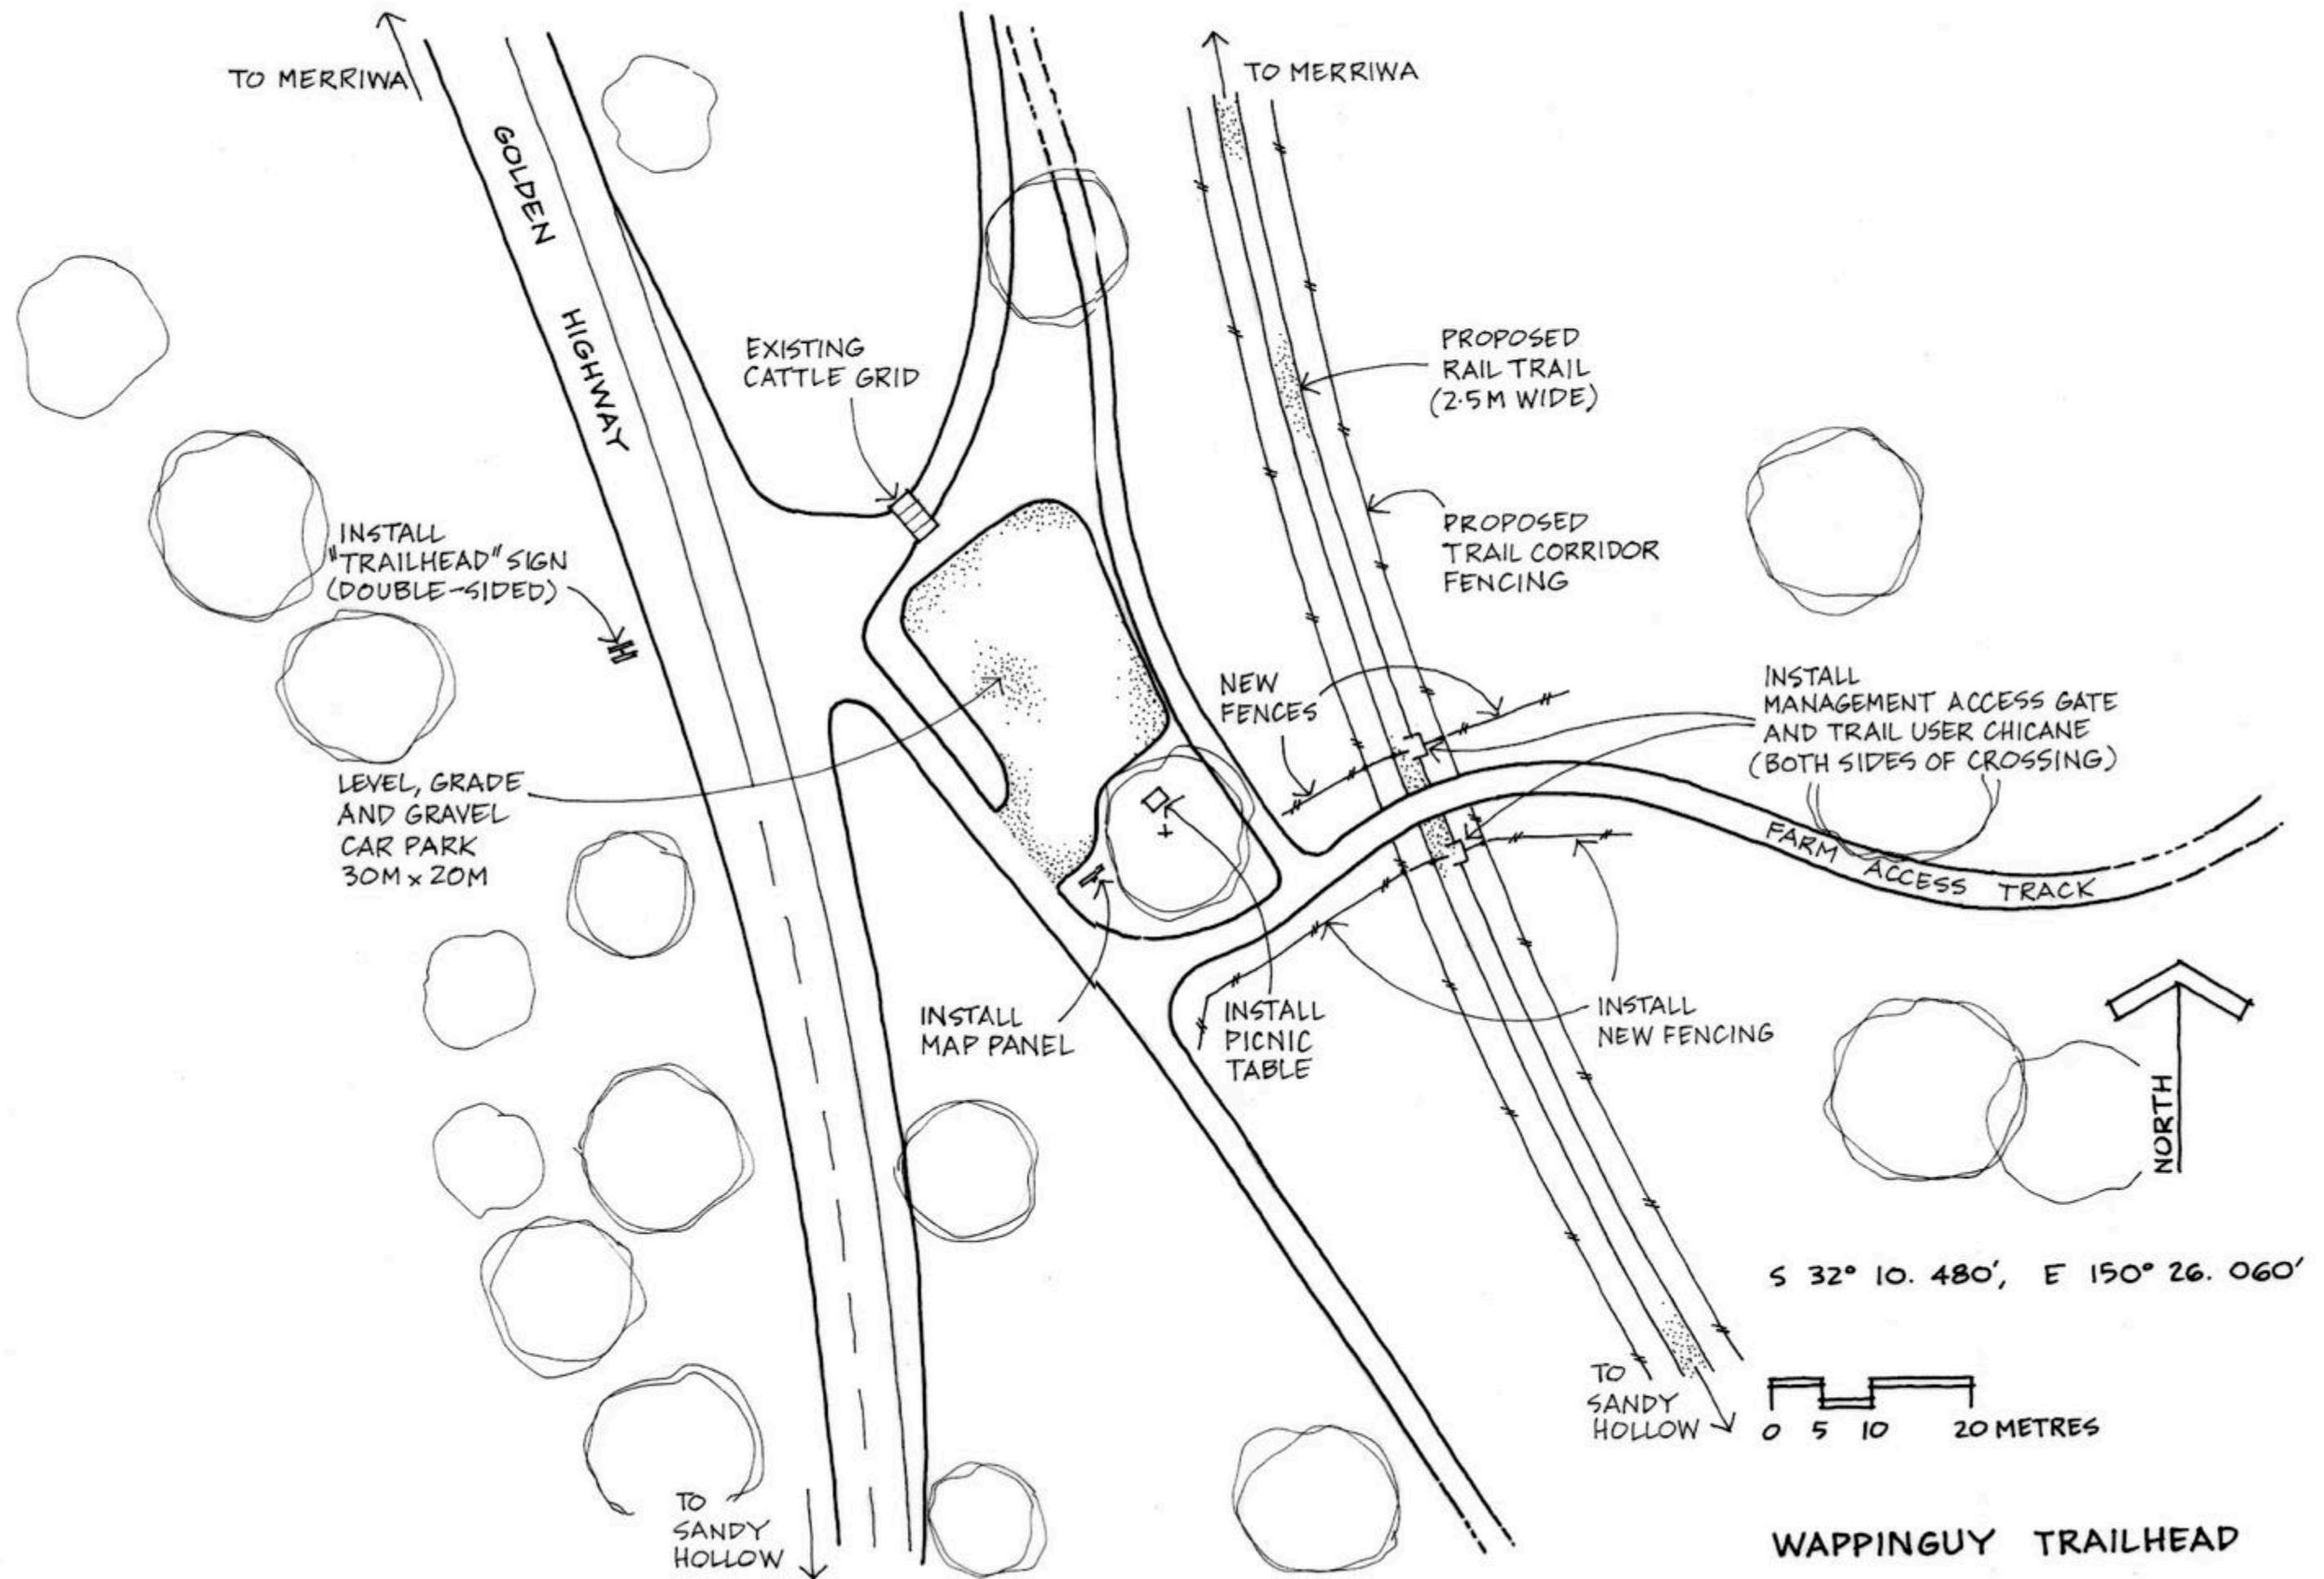 TO MERRIWA
GOLDEN HIGHWAY
TO MERRIWA
EXISTING
CATTLE GRID
PROPOSED
RAIL TRAIL
(2.5M WIDE)
INSTALL
"TRAILHEAD" SIGN
(DOUBLE-SIDED)
PROPOSED
TRAIL CORRIDOR
FENCING
NEW
FENCES
INSTALL
MANAGEMENT ACCESS GATE
AND TRAIL USER CHICANE
(BOTH SIDES OF CROSSING)
LEVEL, GRADE
AND GRAVEL
CAR PARK
30M x 20M
FARM ACCESS TRACK
INSTALL
MAP PANEL
INSTALL
PICNIC
TABLE
INSTALL
NEW FENCING
NORTH
S 32° 10. 480', E 150° 26. 060'
TO
SANDY
HOLLOW
0 5 10 20 METRES
TO
SANDY
HOLLOW
WAPPINGUY TRAILHEAD